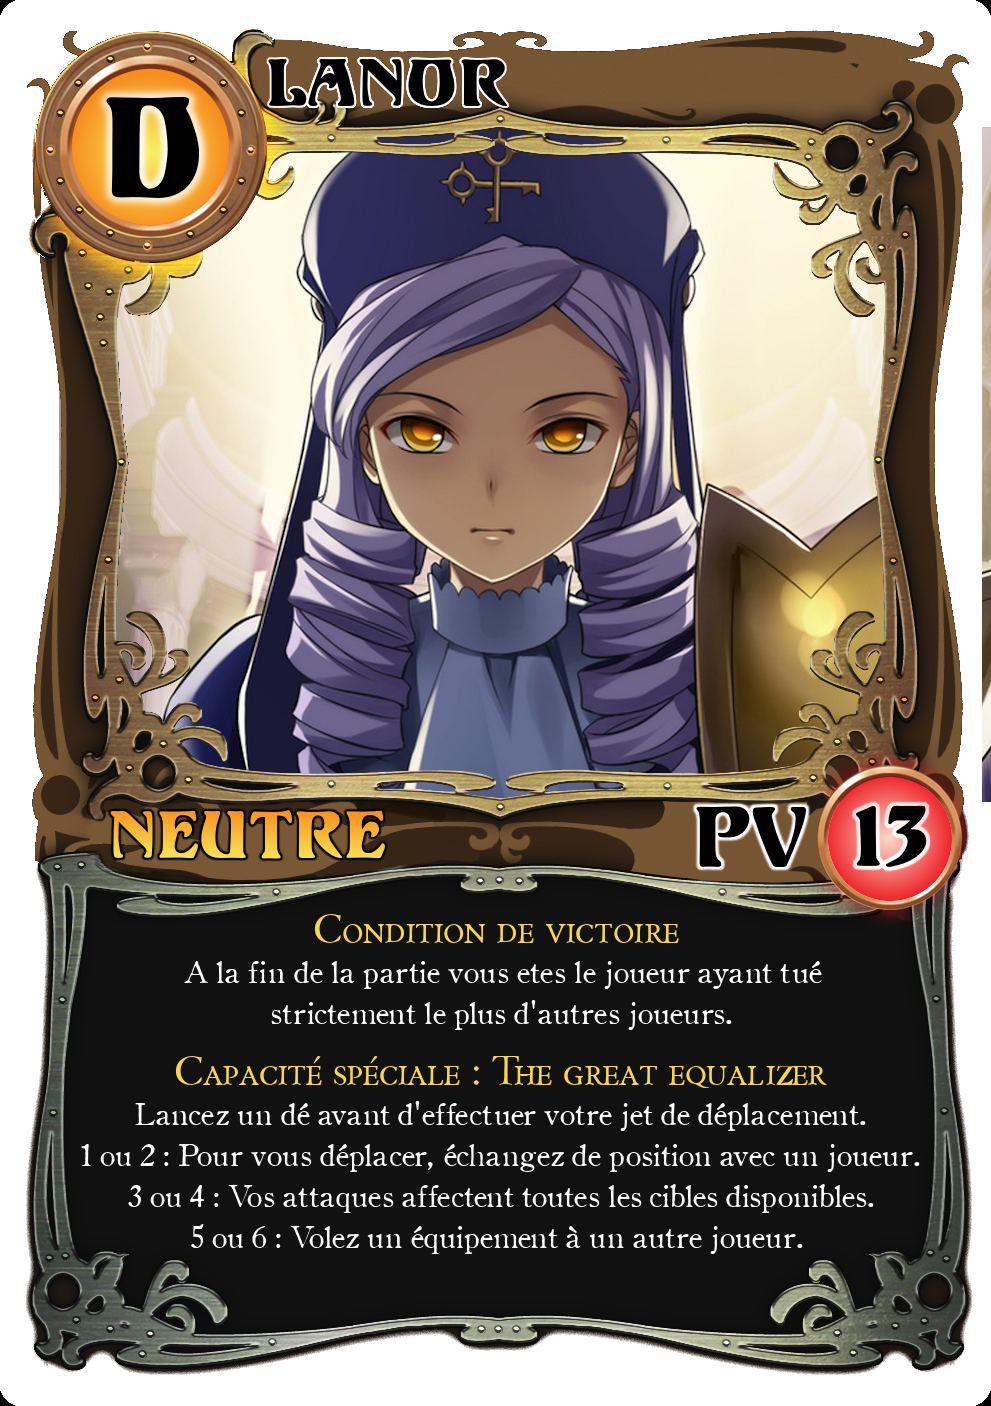 D
LANOR
NEUTRE
PV 13
CONDITION DE VICTOIRE
A la fin de la partie vous etes le joueur ayant tué
strictement le plus d'autres joueurs.
CAPACITÉ SPÉCIALE : THE GREAT EQUALIZER
Lancez un dé avant d'effectuer votre jet de déplacement.
1 ou 2 : Pour vous déplacer, échangez de position avec un joueur.
3 ou 4 : Vos attaques affectent toutes les cibles disponibles.
5 ou 6 : Volez un équipement à un autre joueur.